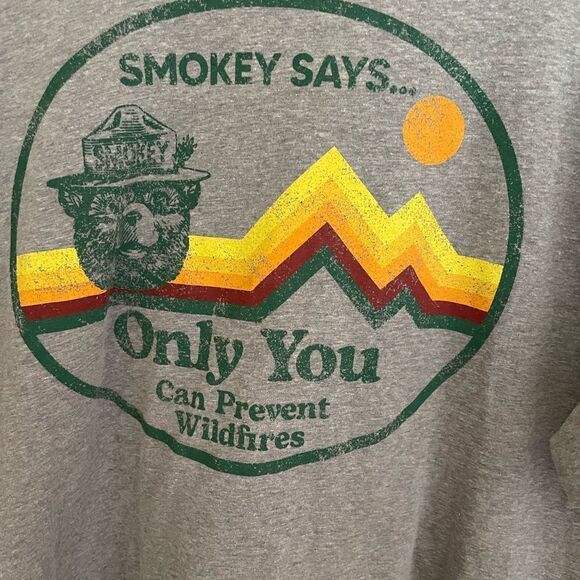 SMOKEY SAYS...
SMOKEY
Only You
Can Prevent
Wildfires